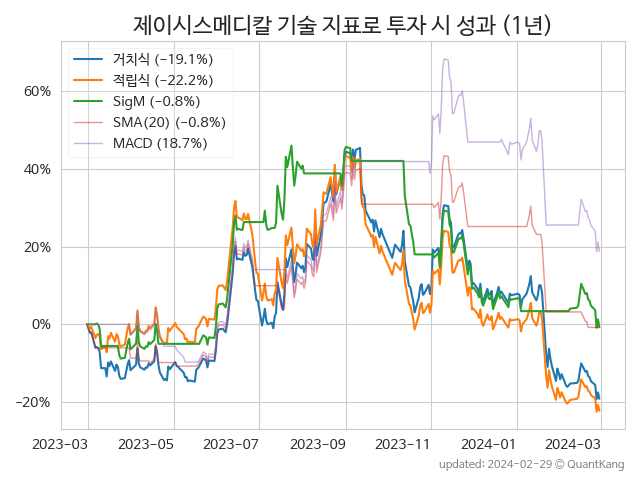 제이시스메디칼 기술 지표로 투자 시 성과 (1년)
거치식 (−19.1%)
적립식 (−22.2%)
SigM (−0.8%)
SMA(20) (−0.8%)
MACD (18.7%)
60%
40%
20%
0%
−20%
2023-03 2023-05 2023-07 2023-09 2023-11 2024-01 2024-03
updated: 2024-02-29 © QuantKang